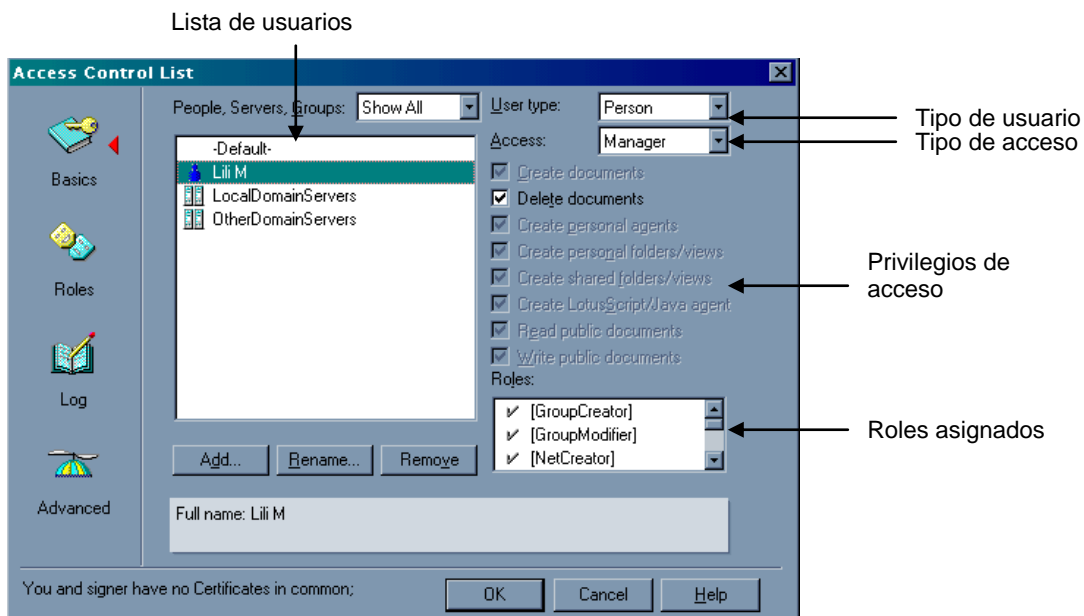 Lista de usuarios
Access Control List
People, Servers, Groups: Show All
User type: Person
Tipo de usuario
Access: Manager
Tipo de acceso
-Default-
Lili M
LocalDomainServers
OtherDomainServers
Basics
Roles
Log
Advanced
Create documents
Delete documents
Create personal agents
Create personal folders/views
Create shared folders/views
Create LotusScript/Java agent
Read public documents
Write public documents
Privilegios de
acceso
Roles:
[GroupCreator]
[GroupModifier]
[NetCreator]
Roles asignados
Add... Rename... Remove
Full name: Lili M
You and signer have no Certificates in common;
OK Cancel Help